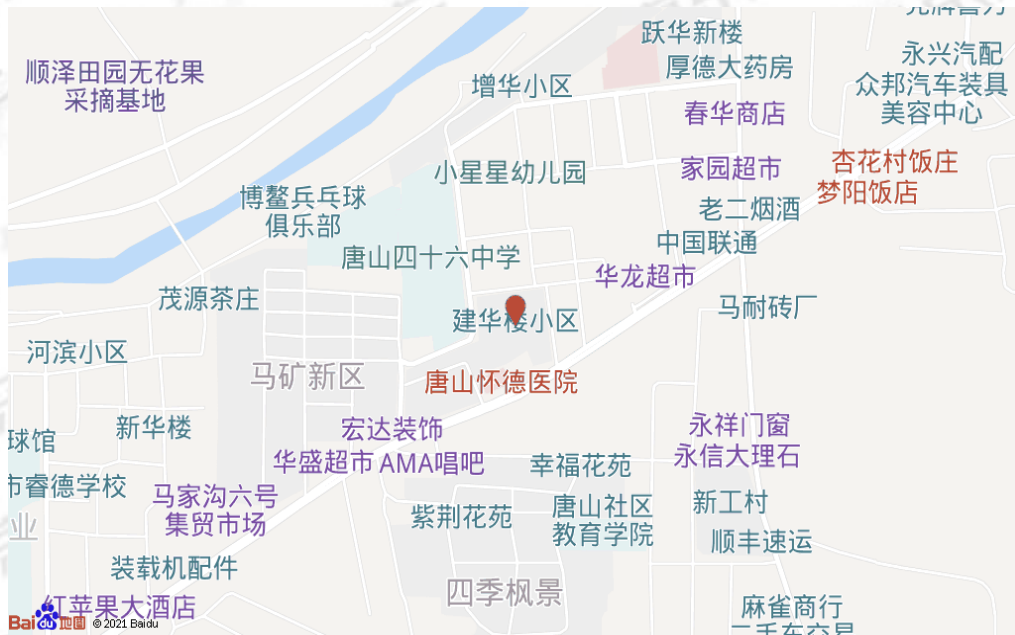 跃华新楼
永兴汽配
厚德大药房
顺泽田园无花果
采摘基地
增华小区
众邦汽车装具
美容中心
春华商店
杏花村饭庄
家园超市
小星星幼儿园
梦阳饭店
博鳌乒乓球
俱乐部
老二烟酒
中国联通
唐山四十六中学
华龙超市
茂源茶庄
马耐砖厂
建华楼小区
河滨小区
马矿新区
唐山怀德医院
新华楼
宏达装饰
永祥门窗
球馆
华盛超市
AMA唱吧
幸福花苑
永信大理石
市睿德学校
马家沟六号
集贸市场
紫荆花苑
唐山社区
教育学院
新工村
业
顺丰速运
装载机配件
四季枫景
红苹果大酒店
麻雀商行
Bai du 地图
© 2021 Baidu